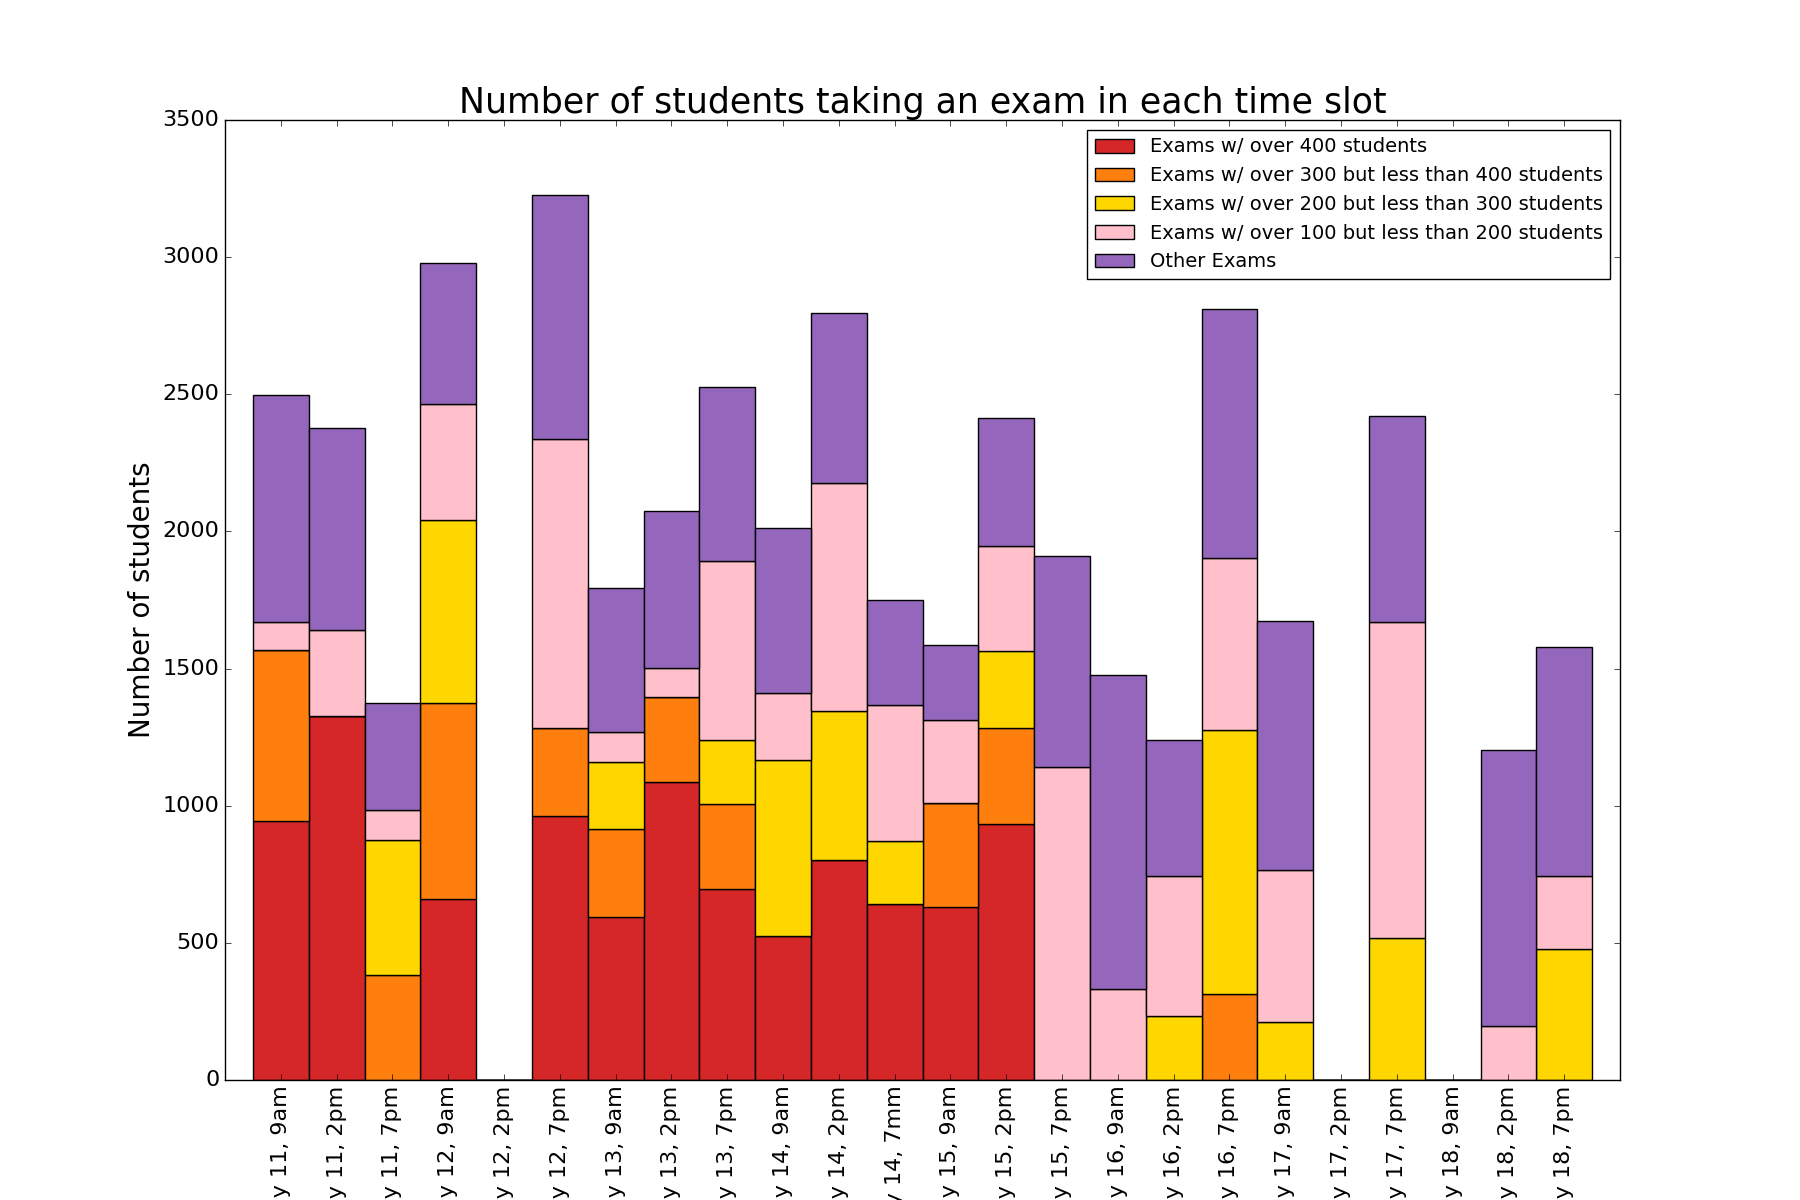 Number of students taking an exam in each time slot
Exams w/ over 400 students
Exams w/ over 300 but less than 400 students
Exams w/ over 200 but less than 300 students
Exams w/ over 100 but less than 200 students
Other Exams
Number of students
3500
3000
2500
2000
1500
1000
500
0
y 11, 9am
y 11, 2pm
y 11, 7pm
y 12, 9am
y 12, 2pm
y 12, 7pm
y 13, 9am
y 13, 2pm
y 13, 7pm
y 14, 9am
y 14, 2pm
y 14, 7mm
y 15, 9am
y 15, 2pm
y 15, 7pm
y 16, 9am
y 16, 2pm
y 16, 7pm
y 17, 9am
y 17, 2pm
y 17, 7pm
y 18, 9am
y 18, 2pm
y 18, 7pm